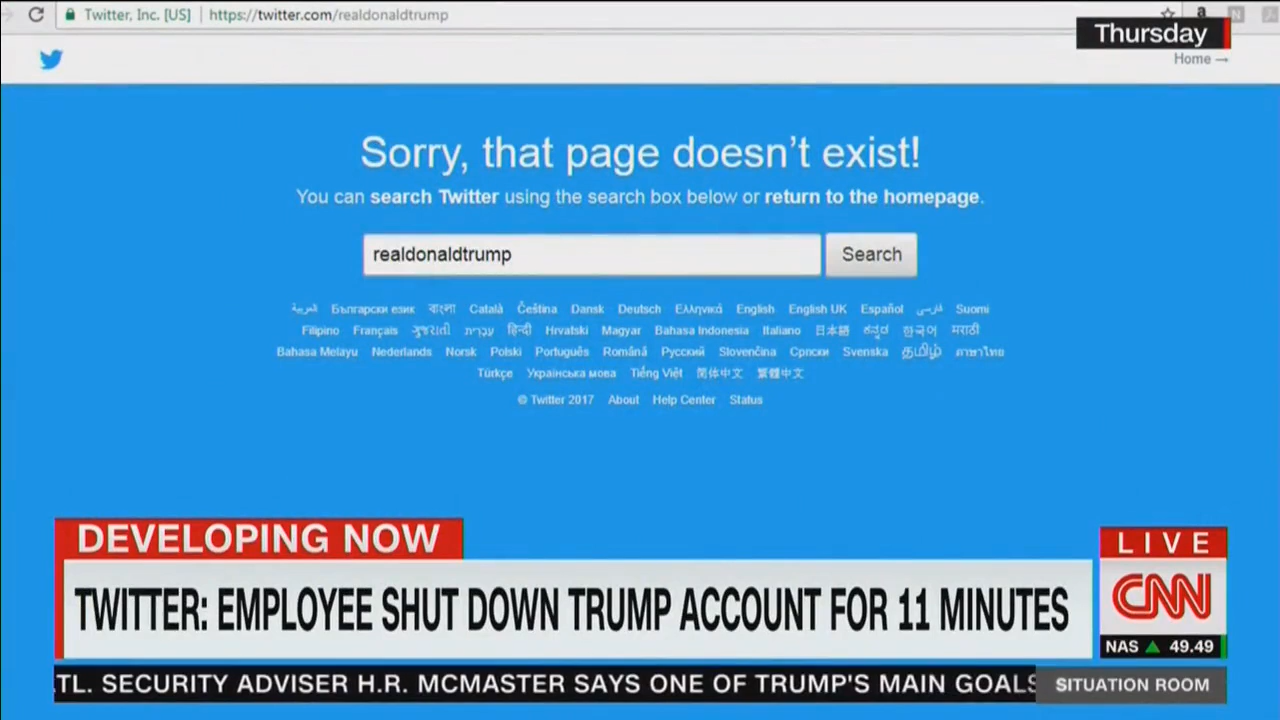 Twitter, Inc. [US] | https://twitter.com/realdonaldtrump
a N
Thursday
Home →
Sorry, that page doesn't exist!
You can search Twitter using the search box below or return to the homepage.
realdonaldtrump Search
العربية Български език বাংলা Català Čeština Dansk Deutsch Ελληνικά English English UK Español فارسی Suomi
Filipino Français ગુજરાતી עברית हिन्दी Hrvatski Magyar Bahasa Indonesia Italiano 日本語 ಕನ್ನಡ 한국어 मराठी
Bahasa Melayu Nederlands Norsk Polski Português Română Русский Slovenčina Српски Svenska தமிழ் ภาษาไทย
Türkçe Українська мова Tiếng Việt 简体中文 繁體中文
© Twitter 2017 About Help Center Status
DEVELOPING NOW
TWITTER: EMPLOYEE SHUT DOWN TRUMP ACCOUNT FOR 11 MINUTES
LIVE
CNN
NAS ▲ 49.49
.TL. SECURITY ADVISER H.R. MCMASTER SAYS ONE OF TRUMP'S MAIN GOALS
SITUATION ROOM